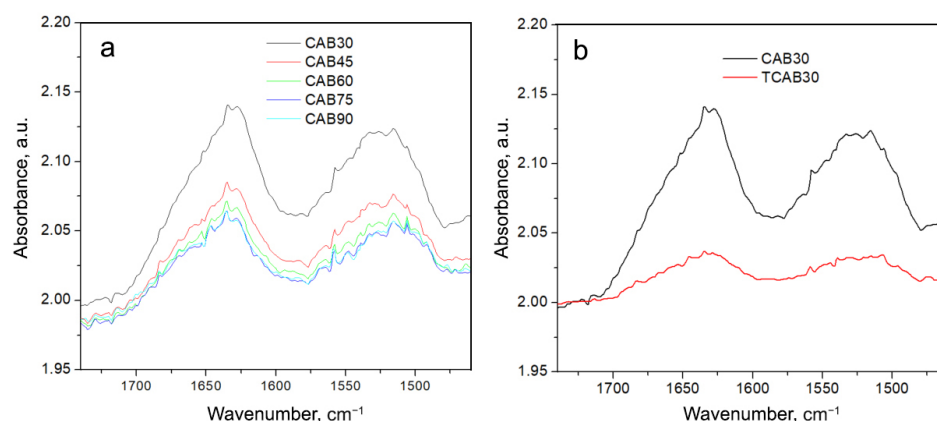 a
CAB30
CAB45
CAB60
CAB75
CAB90
2.20
2.15
2.10
2.05
2.00
1.95
1700
1650
1600
1550
1500
Absorbance, a.u.
Wavenumber, cm⁻¹
b
CAB30
TCAB30
2.20
2.15
2.10
2.05
2.00
1.95
1700
1650
1600
1550
1500
Absorbance, a.u.
Wavenumber, cm⁻¹